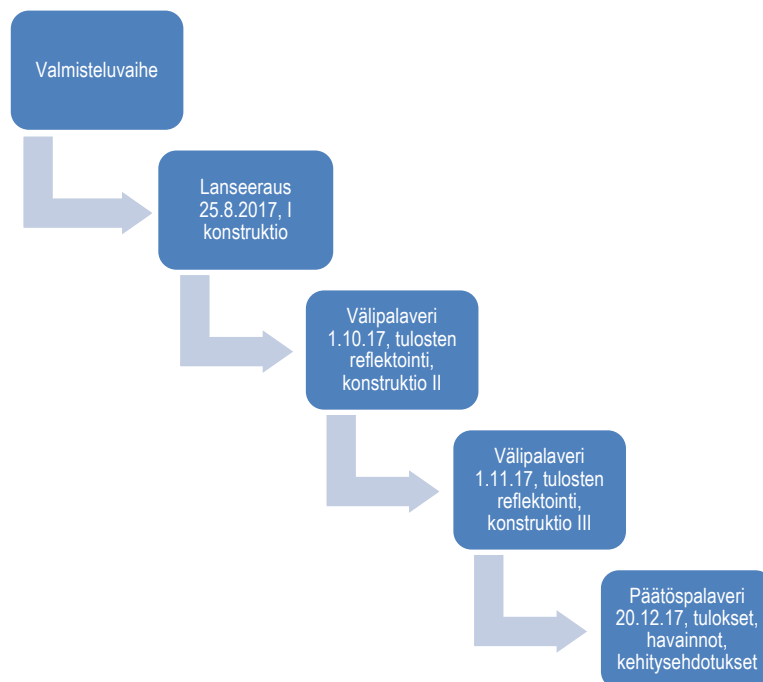 Valmisteluvaihe
Lanseeraus
25.8.2017, I
konstruktio
Välipalaveri
1.10.17, tulosten
reflektointi,
konstruktio II
Välipalaveri
1.11.17, tulosten
reflektointi,
konstruktio III
Päätöspalaveri
20.12.17, tulokset,
havainnot,
kehitysehdotukset